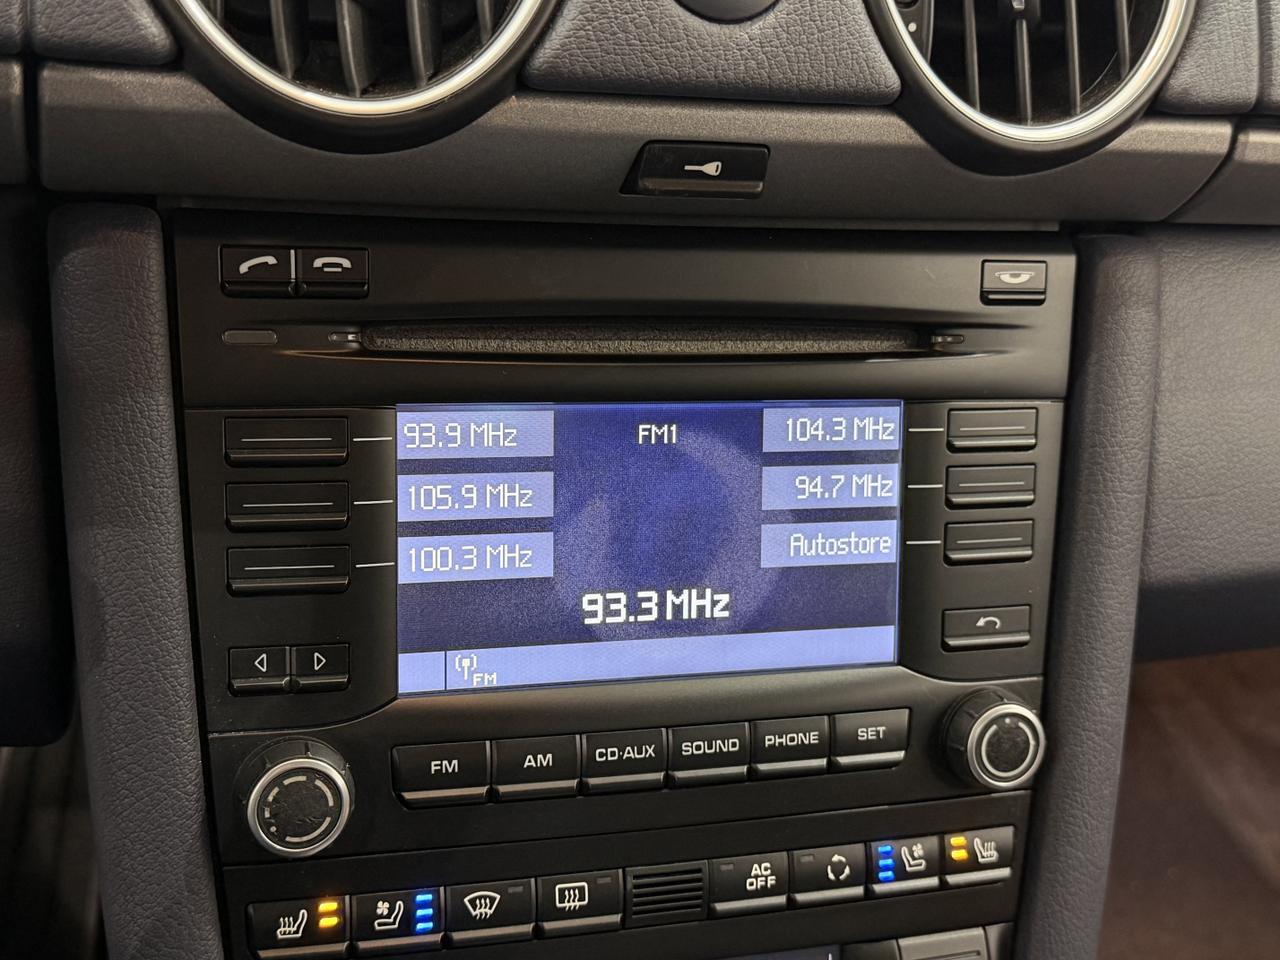 93.9 MHz
FM1
104.3 MHz
105.9 MHz
94.7 MHz
100.3 MHz
Autostore
93.3 MHz
FM
FM
AM
CD·AUX
SOUND
PHONE
SET
AC
OFF